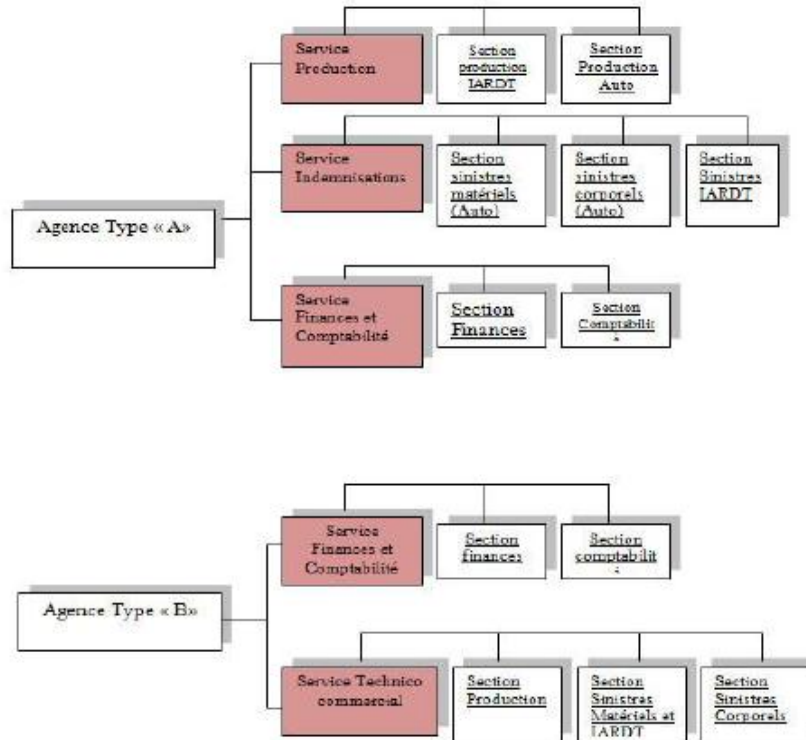 Service
Production
Section
production
IARDT
Section
Production
Auto
Service
Indemnisations
Section
sinistres
matériels
(Auto)
Section
sinistres
corporels
(Auto)
Section
Sinistres
IARDT
Agence Type « A»
Service
Finances et
Comptabilité
Section
Finances
Section
Comptabilit
Service
Finances et
Comptabilité
Section
finances
Section
comptabilit
Agence Type « B»
Service Technico
commercial
Section
Production
Section
Sinistres
Matériels et
IARDT
Section
Sinistres
Corporels